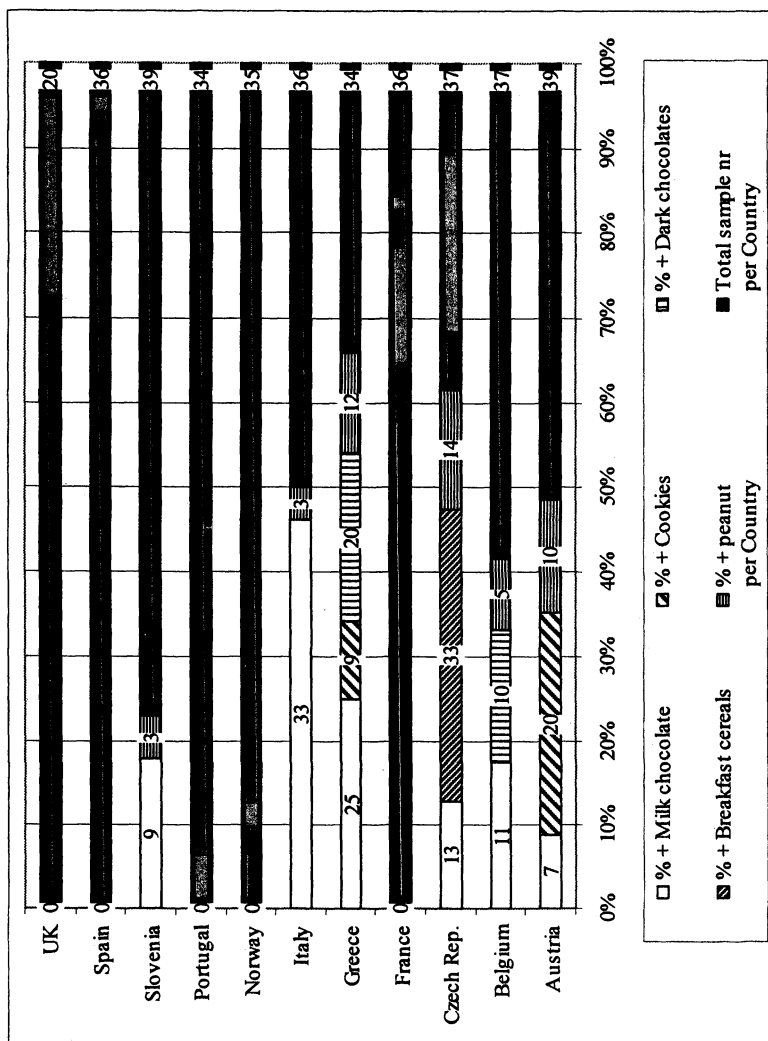 UK 0 20
Spain 0 36
Slovenia 9 3 39
Portugal 0 34
Norway 0 35
Italy 33 3 36
Greece 25 9 20 12 34
France 0 36
Czech Rep. 13 33 14 37
Belgium 11 10 5 37
Austria 7 20 10 39
0% 10% 20% 30% 40% 50% 60% 70% 80% 90% 100%
% + Milk chocolate % + Cookies % + Dark chocolates
% + Breakfast cereals % + peanut Total sample nr
per Country per Country